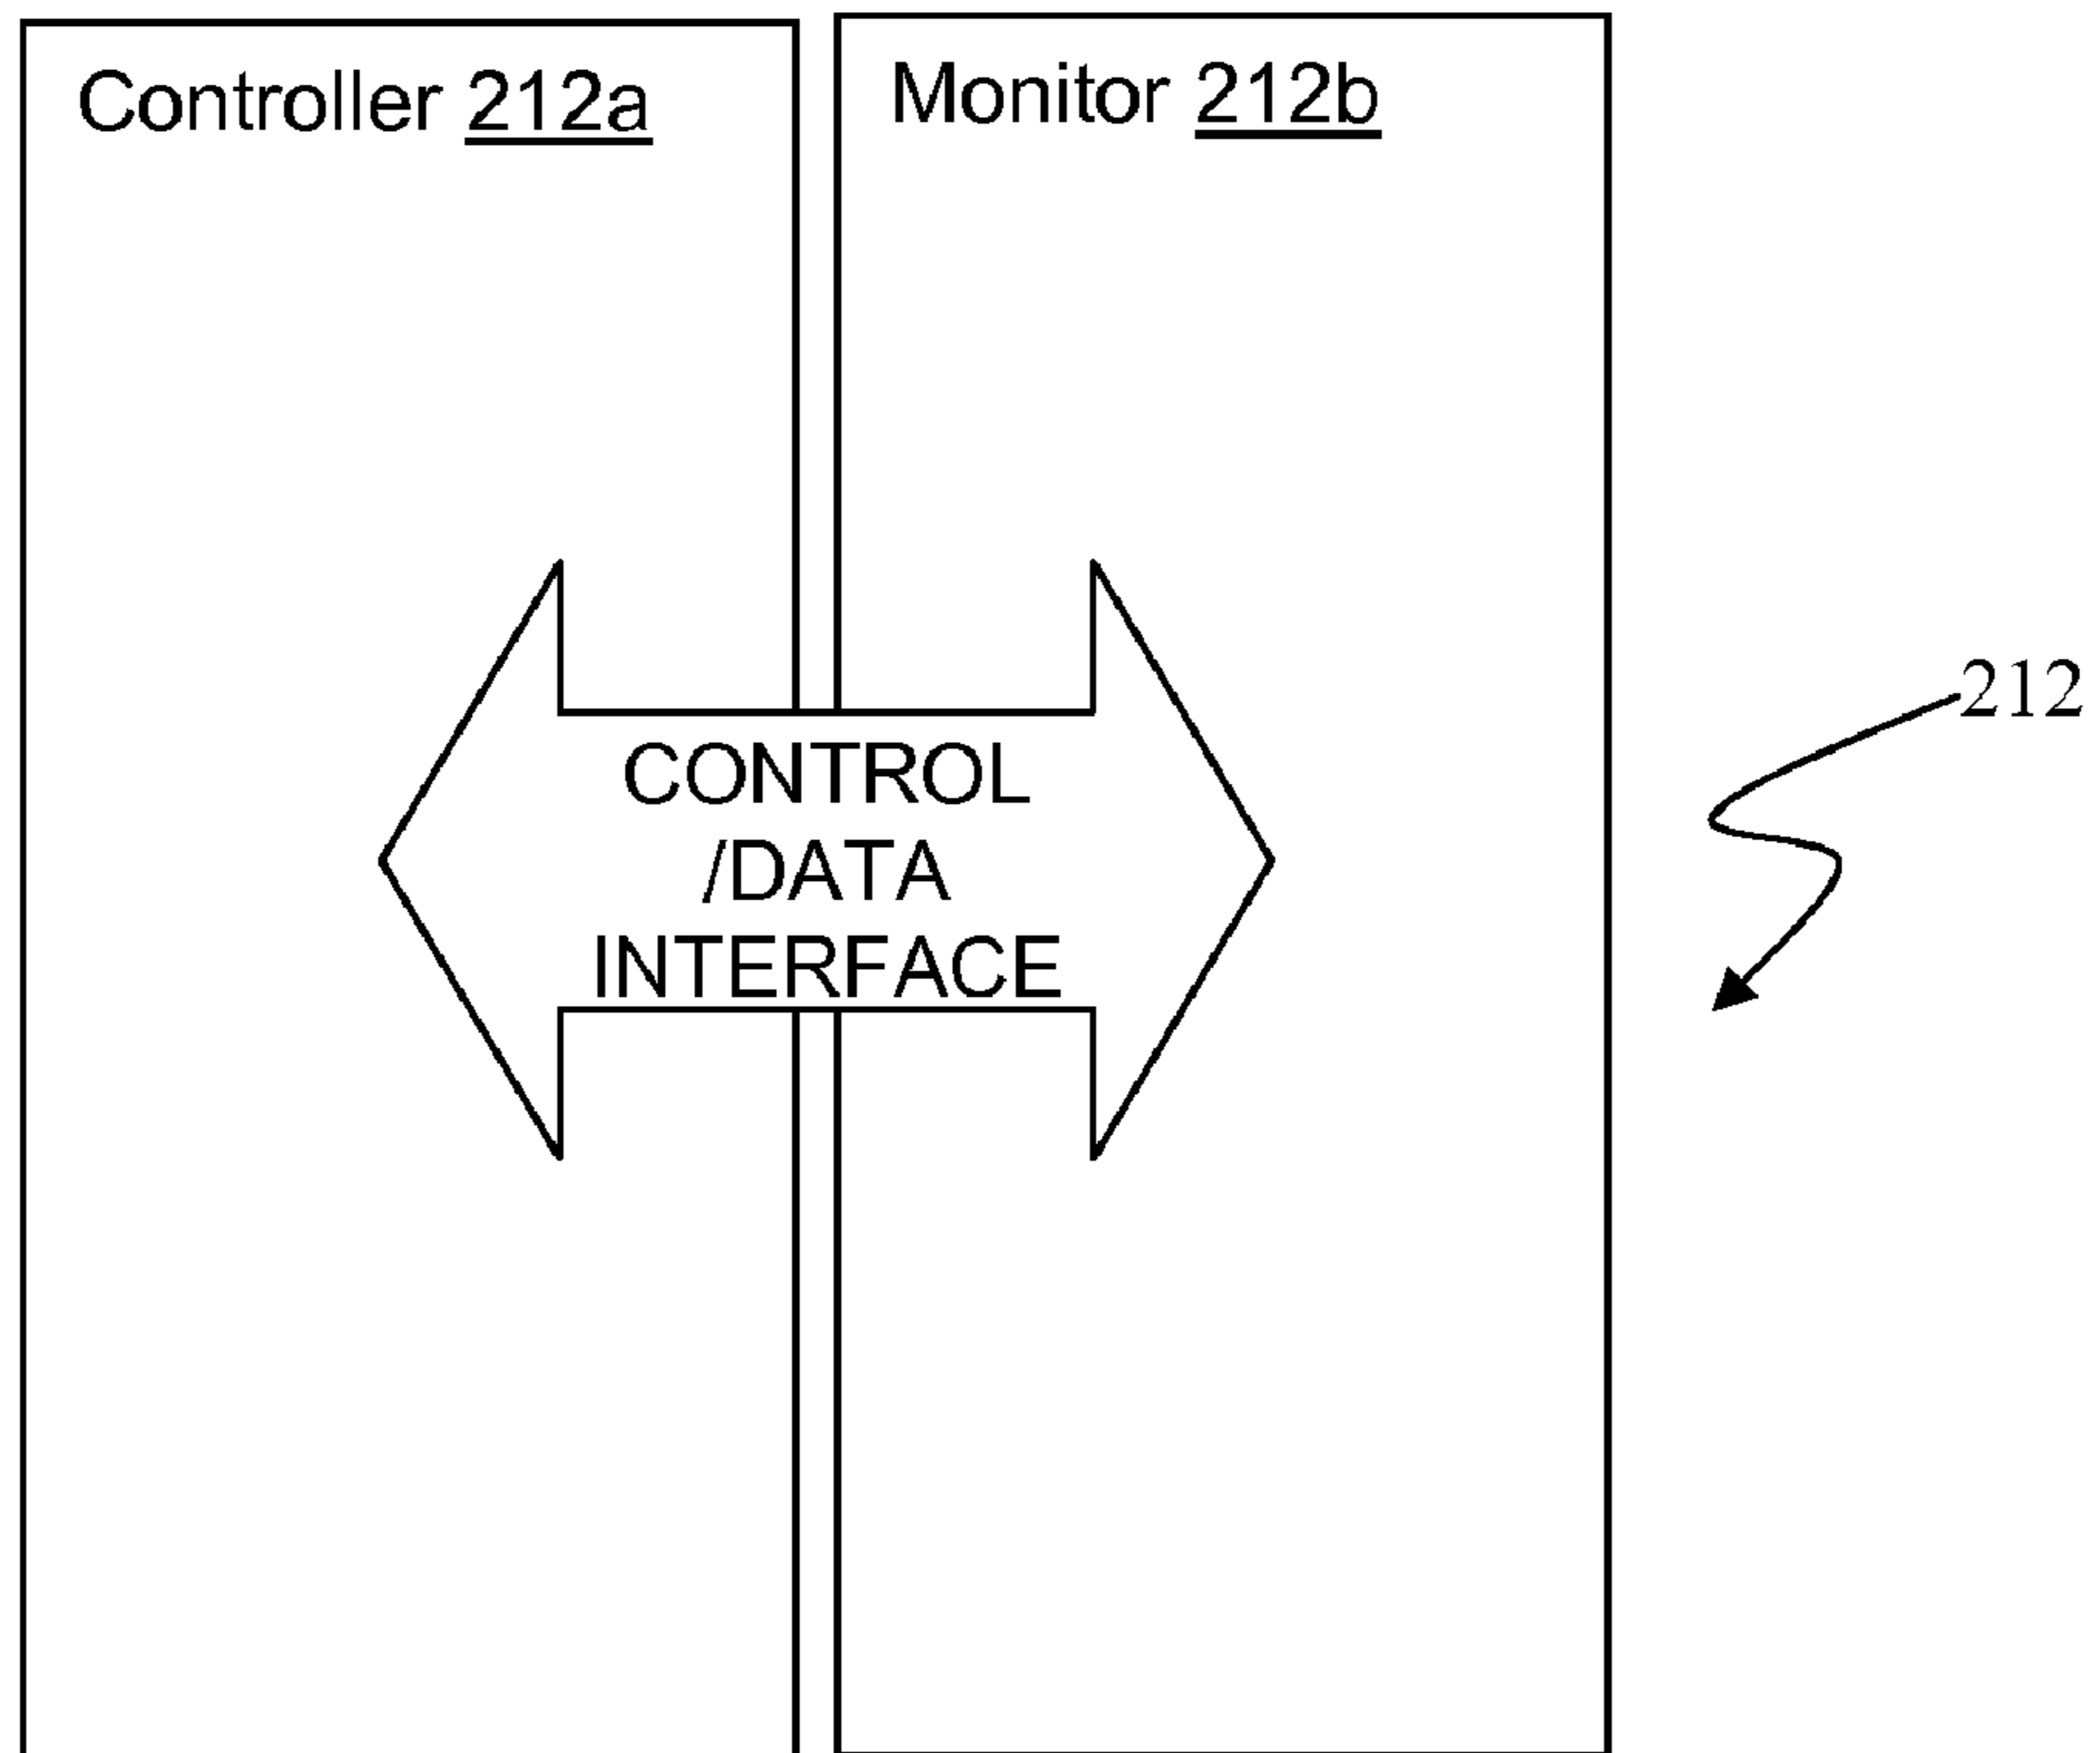 Controller 212a
Monitor 212b
CONTROL
/DATA
INTERFACE
212